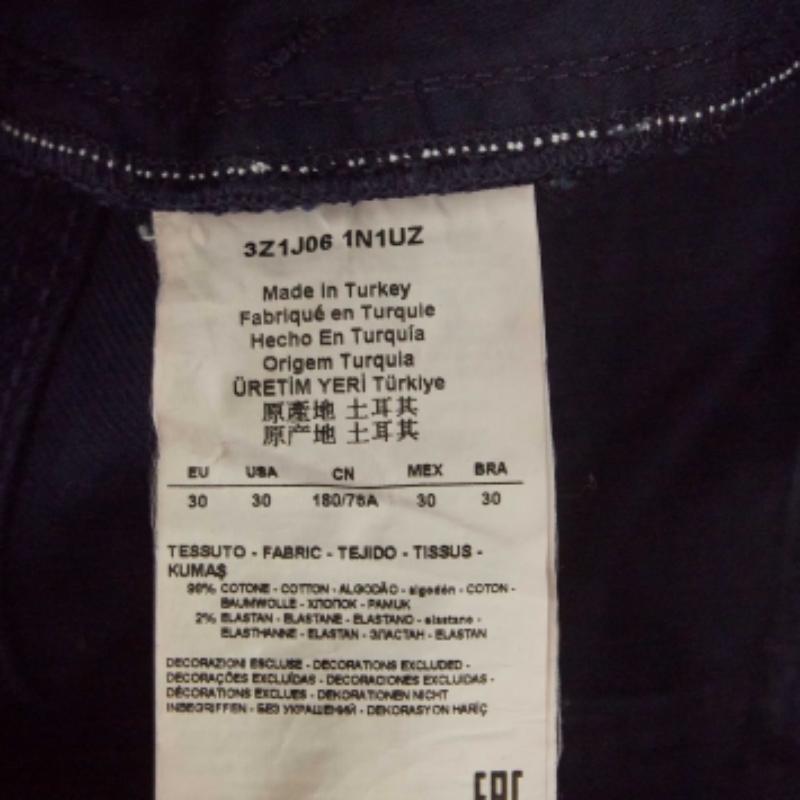 3Z1J06 1N1UZ
Made in Turkey
Fabriqué en Turquie
Hecho En Turquía
Origem Turquia
ÜRETİM YERİ Türkiye
原產地 土耳其
原产地 土耳其
EU USA CN MEX BRA
30 30 180/76A 30 30
TESSUTO - FABRIC - TEJIDO - TISSUS -
KUMAŞ
98% COTONE - COTTON - ALGODÃO - algodón - COTON -
BAUMWOLLE - ХЛОПОК - PAMUK
2% ELASTAN - ELASTANE - ELASTANO - elastano -
ELASTHANNE - ELASTAN - ЭЛАСТАН - ELASTAN
DECORAZIONI ESCLUSE - DECORATIONS EXCLUDED -
DECORAÇÕES EXCLUÍDAS - DECORACIONES EXCLUIDAS -
DÉCORATIONS EXCLUES - DEKORATIONEN NICHT
INBEGRIFFEN - БЕЗ УКРАШЕНИЙ - DEKORASYON HARİÇ
EAC